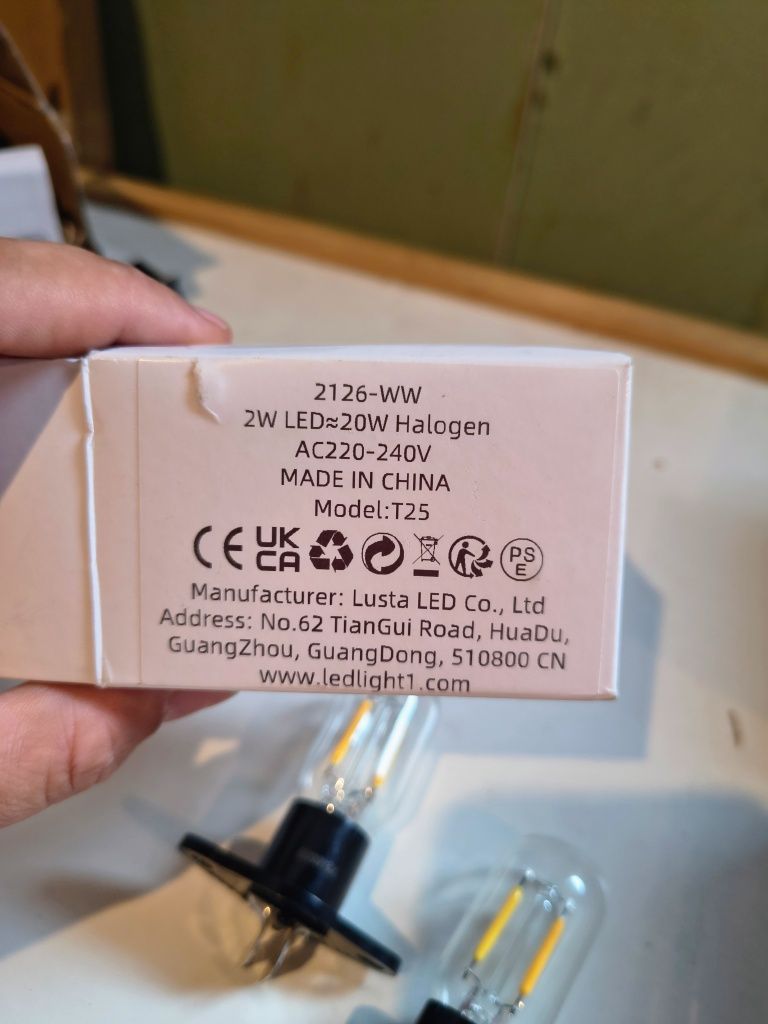 2126-WW
2W LED≈20W Halogen
AC220-240V
MADE IN CHINA
Model:T25
CE UK CA PS E
Manufacturer: Lusta LED Co., Ltd
Address: No.62 TianGui Road, HuaDu,
GuangZhou, GuangDong, 510800 CN
www.ledlight1.com